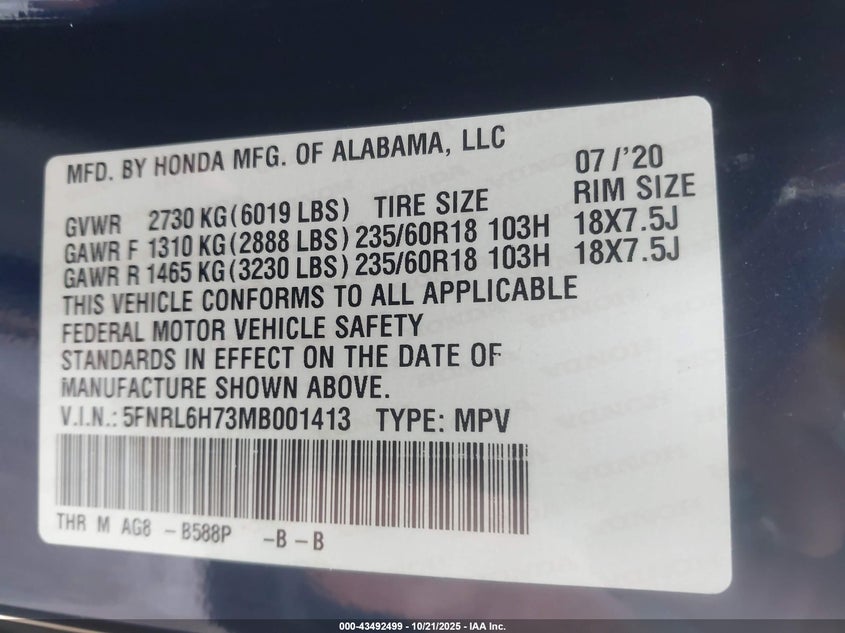 MFD. BY HONDA MFG. OF ALABAMA, LLC 07/'20
GVWR 2730 KG(6019 LBS) TIRE SIZE RIM SIZE
GAWR F 1310 KG(2888 LBS) 235/60R18 103H 18X7.5J
GAWR R 1465 KG(3230 LBS) 235/60R18 103H 18X7.5J
THIS VEHICLE CONFORMS TO ALL APPLICABLE
FEDERAL MOTOR VEHICLE SAFETY
STANDARDS IN EFFECT ON THE DATE OF
MANUFACTURE SHOWN ABOVE.
V.I.N.: 5FNRL6H73MB001413 TYPE: MPV
THR M AG8 -B588P -B-B
000-43492499 - 10/21/2025 - IAA Inc.